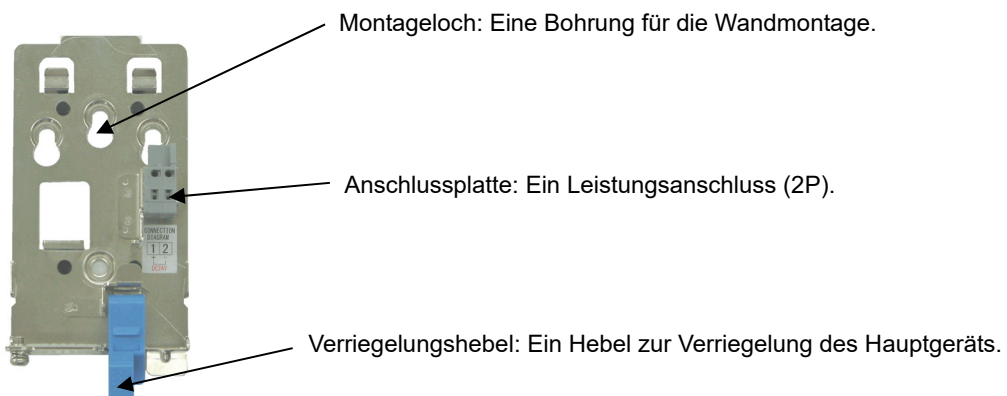 Montageloch: Eine Bohrung für die Wandmontage.
Anschlussplatte: Ein Leistungsanschluss (2P).
CONNECTION
DIAGRAM
1 2
DC24V
Verriegelungshebel: Ein Hebel zur Verriegelung des Hauptgeräts.